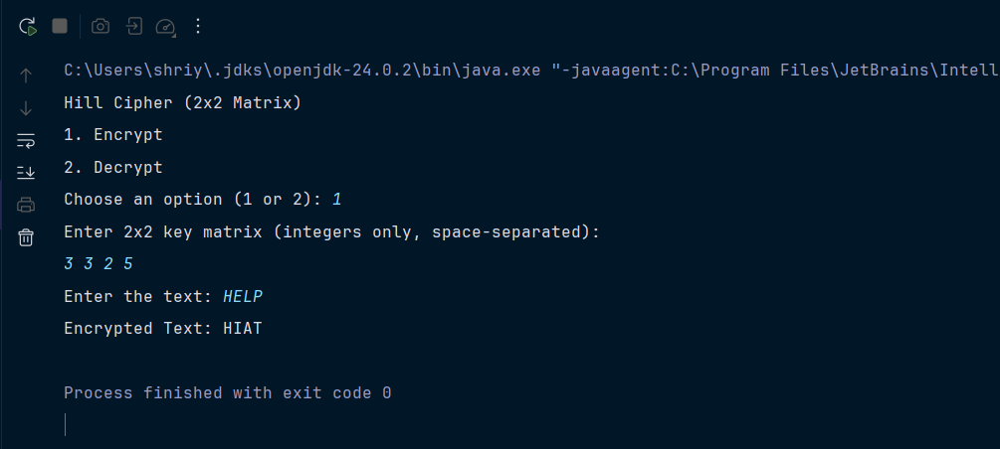 C:\Users\shriy\.jdks\openjdk-24.0.2\bin\java.exe "-javaagent:C:\Program Files\JetBrains\Intell
Hill Cipher (2x2 Matrix)
1. Encrypt
2. Decrypt
Choose an option (1 or 2): 1
Enter 2x2 key matrix (integers only, space-separated):
3 3 2 5
Enter the text: HELP
Encrypted Text: HIAT
Process finished with exit code 0